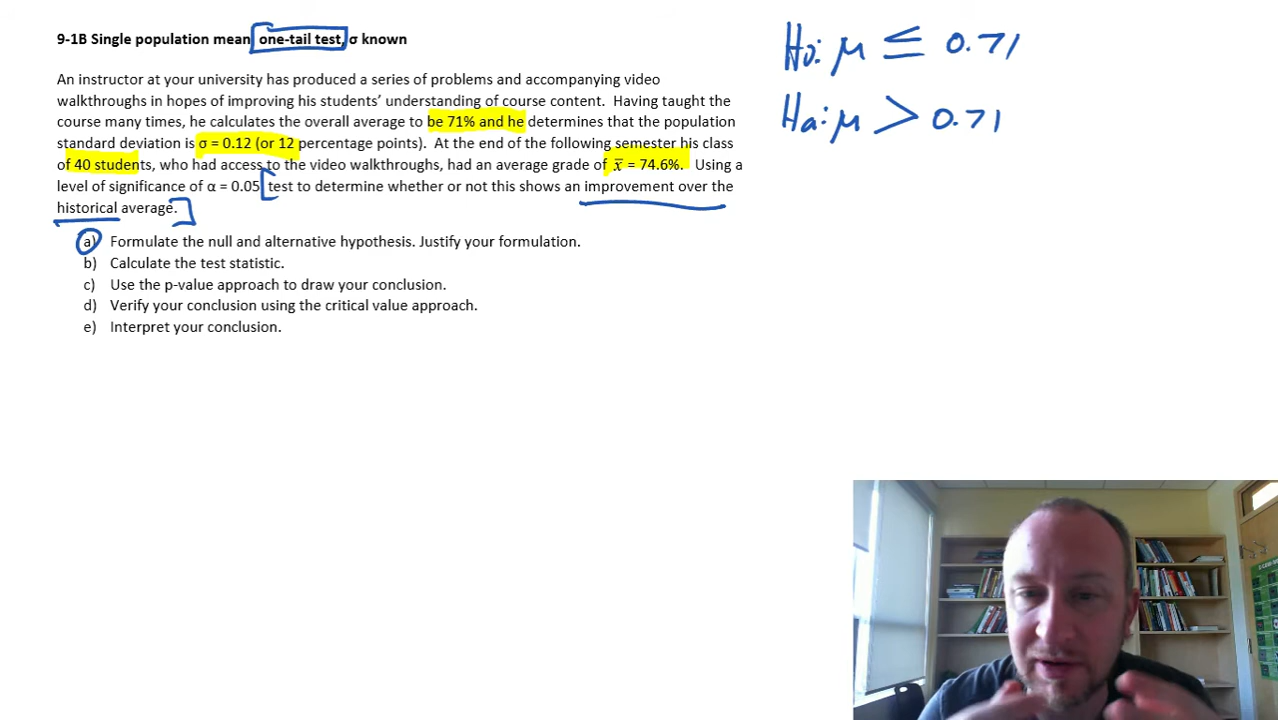 9-1B Single population mean one-tail test, σ known
An instructor at your university has produced a series of problems and accompanying video
walkthroughs in hopes of improving his students’ understanding of course content. Having taught the
course many times, he calculates the overall average to be 71% and he determines that the population
standard deviation is σ = 0.12 (or 12 percentage points). At the end of the following semester his class
of 40 students, who had access to the video walkthroughs, had an average grade of x̅ = 74.6%. Using a
level of significance of α = 0.05 test to determine whether or not this shows an improvement over the
historical average.
a) Formulate the null and alternative hypothesis. Justify your formulation.
b) Calculate the test statistic.
c) Use the p-value approach to draw your conclusion.
d) Verify your conclusion using the critical value approach.
e) Interpret your conclusion.
Ho: μ ≤ 0.71
Ha: μ > 0.71